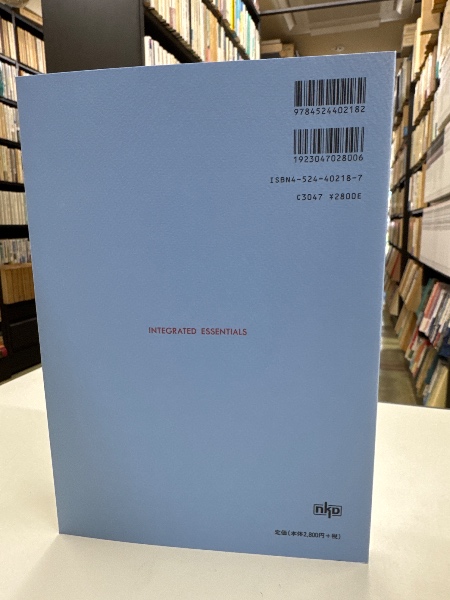 9784524402182
1923047028006
ISBN4-524-40218-7
C3047 ¥2800E
INTEGRATED ESSENTIALS
nkD
定価(本体2,800円+税)